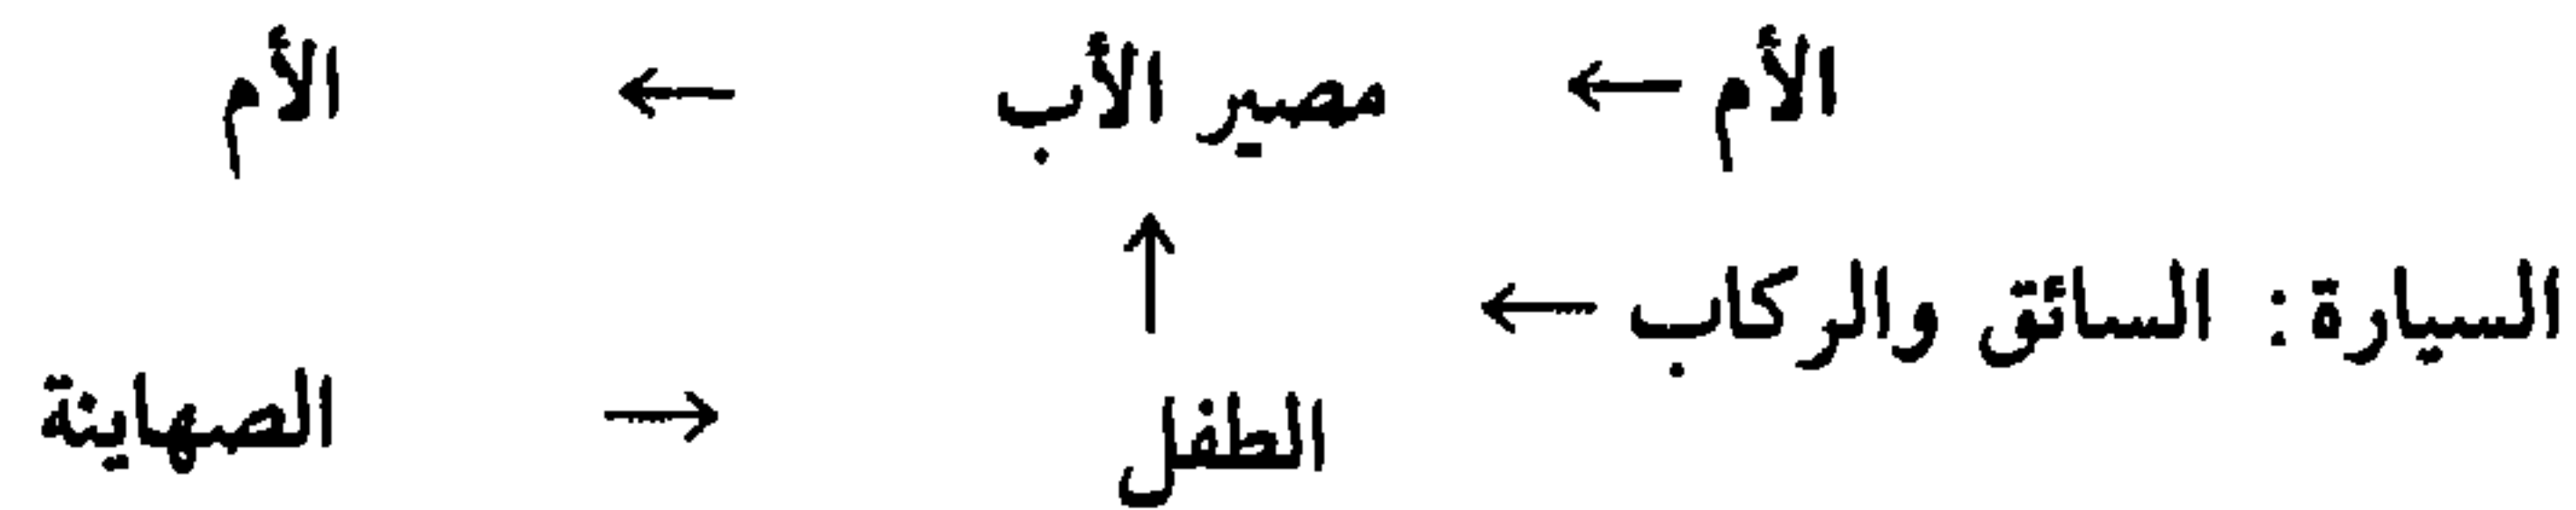 الأم ← مصير الأب ← الأم
↑
السيارة: السائق والركاب ←
الطفل → الصهاينة